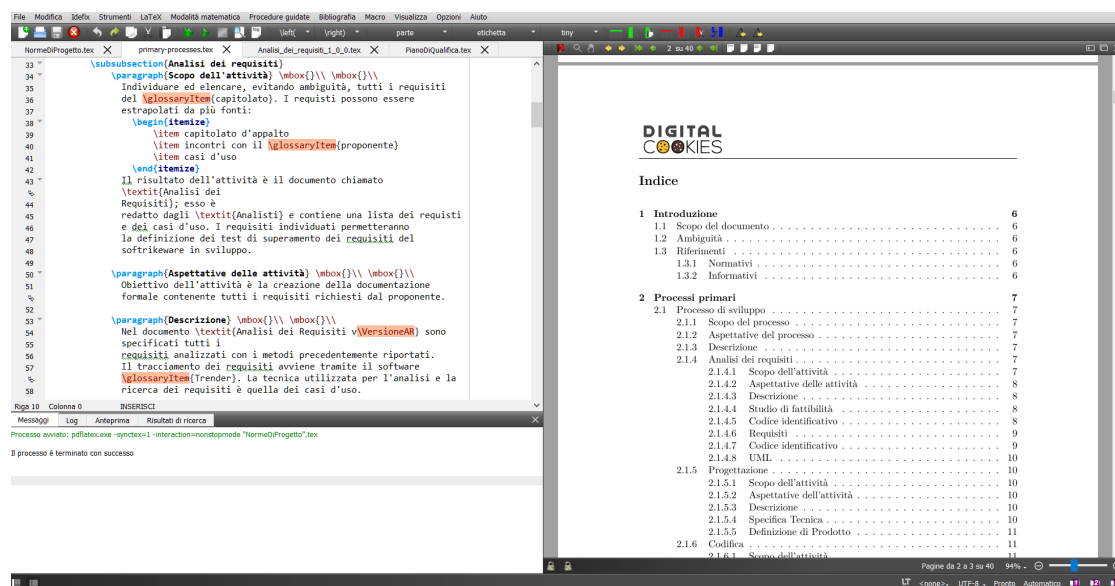 File Modifica Idefix Strumenti LaTeX Modalità matematica Procedure guidate Bibliografia Macro Visualizza Opzioni Aiuto
\left( \right) parte etichetta tiny
NormeDiProgetto.tex X primary-processes.tex X Analisi_dei_requisiti_1_0_0.tex X PianoDiQualifica.tex X
2 su 40
33 \subsubsection{Analisi dei requisiti}
34 \paragraph{Scopo dell'attività} \mbox{}\\ \mbox{}\\
35 Individuare ed elencare, evitando ambiguità, tutti i requisiti
36 del \glossaryItem{capitolato}. I requisti possono essere
37 estrapolati da più fonti:
38 \begin{itemize}
39 \item capitolato d'appalto
40 \item incontri con il \glossaryItem{proponente}
41 \item casi d'uso
42 \end{itemize}
43 Il risultato dell'attività è il documento chiamato
\textit{Analisi dei
44 Requisiti}; esso è
45 redatto dagli \textit{Analisti} e contiene una lista dei requisti
46 e dei casi d'uso. I requisiti individuati permetteranno
47 la definizione dei test di superamento dei requisiti del
48 softrikeware in sviluppo.
49
50 \paragraph{Aspettative delle attività} \mbox{}\\ \mbox{}\\
51 Obiettivo dell'attività è la creazione della documentazione
formale contenente tutti i requisiti richiesti dal proponente.
52
53 \paragraph{Descrizione} \mbox{}\\ \mbox{}\\
54 Nel documento \textit{Analisi dei Requisiti v\VersioneAR} sono
55 specificati tutti i
56 requisiti analizzati con i metodi precedentemente riportati.
57 Il tracciamento dei requisiti avviene tramite il software
\glossaryItem{Trender}. La tecnica utilizzata per l'analisi e la
58 ricerca dei requisiti è quella dei casi d'uso.
Riga 10 Colonna 0 INSERISCI
Messaggi Log Anteprima Risultati di ricerca
Processo avviato: pdflatex.exe -synctex=1 -interaction=nonstopmode "NormeDiProgetto".tex
Il processo è terminato con successo
DIGITAL
COOKIES
Indice
1 Introduzione 6
1.1 Scopo del documento . . . . . 6
1.2 Ambiguità . . . . . 6
1.3 Riferimenti . . . . . 6
1.3.1 Normativi . . . . . 6
1.3.2 Informativi . . . . . 6
2 Processi primari 7
2.1 Processo di sviluppo . . . . . 7
2.1.1 Scopo del processo . . . . . 7
2.1.2 Aspettative del processo . . . . . 7
2.1.3 Descrizione . . . . . 7
2.1.4 Analisi dei requisiti . . . . . 7
2.1.4.1 Scopo dell'attività . . . . . 7
2.1.4.2 Aspettative delle attività . . . . . 8
2.1.4.3 Descrizione . . . . . 8
2.1.4.4 Studio di fattibilità . . . . . 8
2.1.4.5 Codice identificativo . . . . . 8
2.1.4.6 Requisiti . . . . . 9
2.1.4.7 Codice identificativo . . . . . 9
2.1.4.8 UML . . . . . 10
2.1.5 Progettazione . . . . . 10
2.1.5.1 Scopo dell'attività . . . . . 10
2.1.5.2 Aspettative dell'attività . . . . . 10
2.1.5.3 Descrizione . . . . . 10
2.1.5.4 Specifica Tecnica . . . . . 10
2.1.5.5 Definizione di Prodotto . . . . . 11
2.1.6 Codifica . . . . . 11
2.1.6.1 Scopo dell'attività . . . . . 11
Pagine da 2 a 3 su 40 94%
LT <none> UTF-8 Pronto Automatico